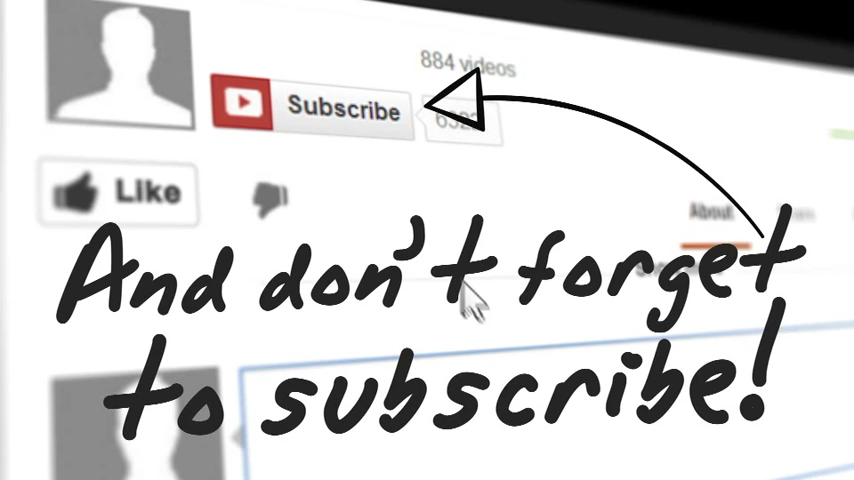 884 videos
Subscribe
Like
About
And don't forget
to subscribe!